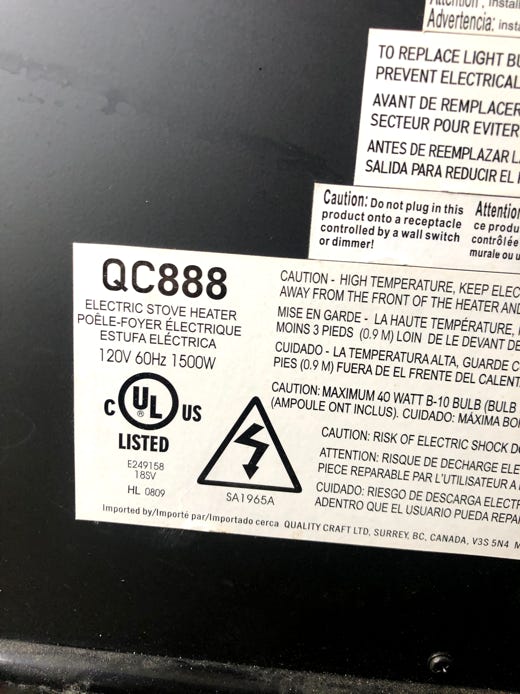 Attention, Instal
Advertencia: insta
TO REPLACE LIGHT BU
PREVENT ELECTRICAL
AVANT DE REMPLACER
SECTEUR POUR EVITER
ANTES DE REEMPLAZAR LA
SALIDA PARA REDUCIR EL
Caution: Do not plug in this
product onto a receptacle
controlled by a wall switch
or dimmer!
Attention
ce produ
contrôlée
murale ou u
QC888
ELECTRIC STOVE HEATER
POÊLE-FOYER ÉLECTRIQUE
ESTUFA ELÉCTRICA
120V 60Hz 1500W
C UL US
®
LISTED
E249158
18SV
HL 0809
SA1965A
CAUTION - HIGH TEMPERATURE, KEEP ELEC
AWAY FROM THE FRONT OF THE HEATER AND
MISE EN GARDE - LA HAUTE TEMPÉRATURE,
MOINS 3 PIEDS (0.9 M) LOIN DE LE DEVANT DE
CUIDADO - LA TEMPERATURA ALTA, GUARDE C
PIES (0.9 M) FUERA DE EL FRENTE DEL CALENT
CAUTION: MAXIMUM 40 WATT B-10 BULB (BULB
(AMPOULE ONT INCLUS). CUIDADO: MÁXIMA BO
CAUTION: RISK OF ELECTRIC SHOCK DO
ATTENTION: RISQUE DE DECHARGE ELE
PIECE REPARABLE PAR L'UTILISATEUR A
CUIDADO: RIESGO DE DESCARGA ELECTR
ADENTRO QUE EL USUARIO PUEDA REPA
Imported by/Importé par/Importado cerca QUALITY CRAFT LTD, SURREY, BC, CANADA, V3S 5N4 M